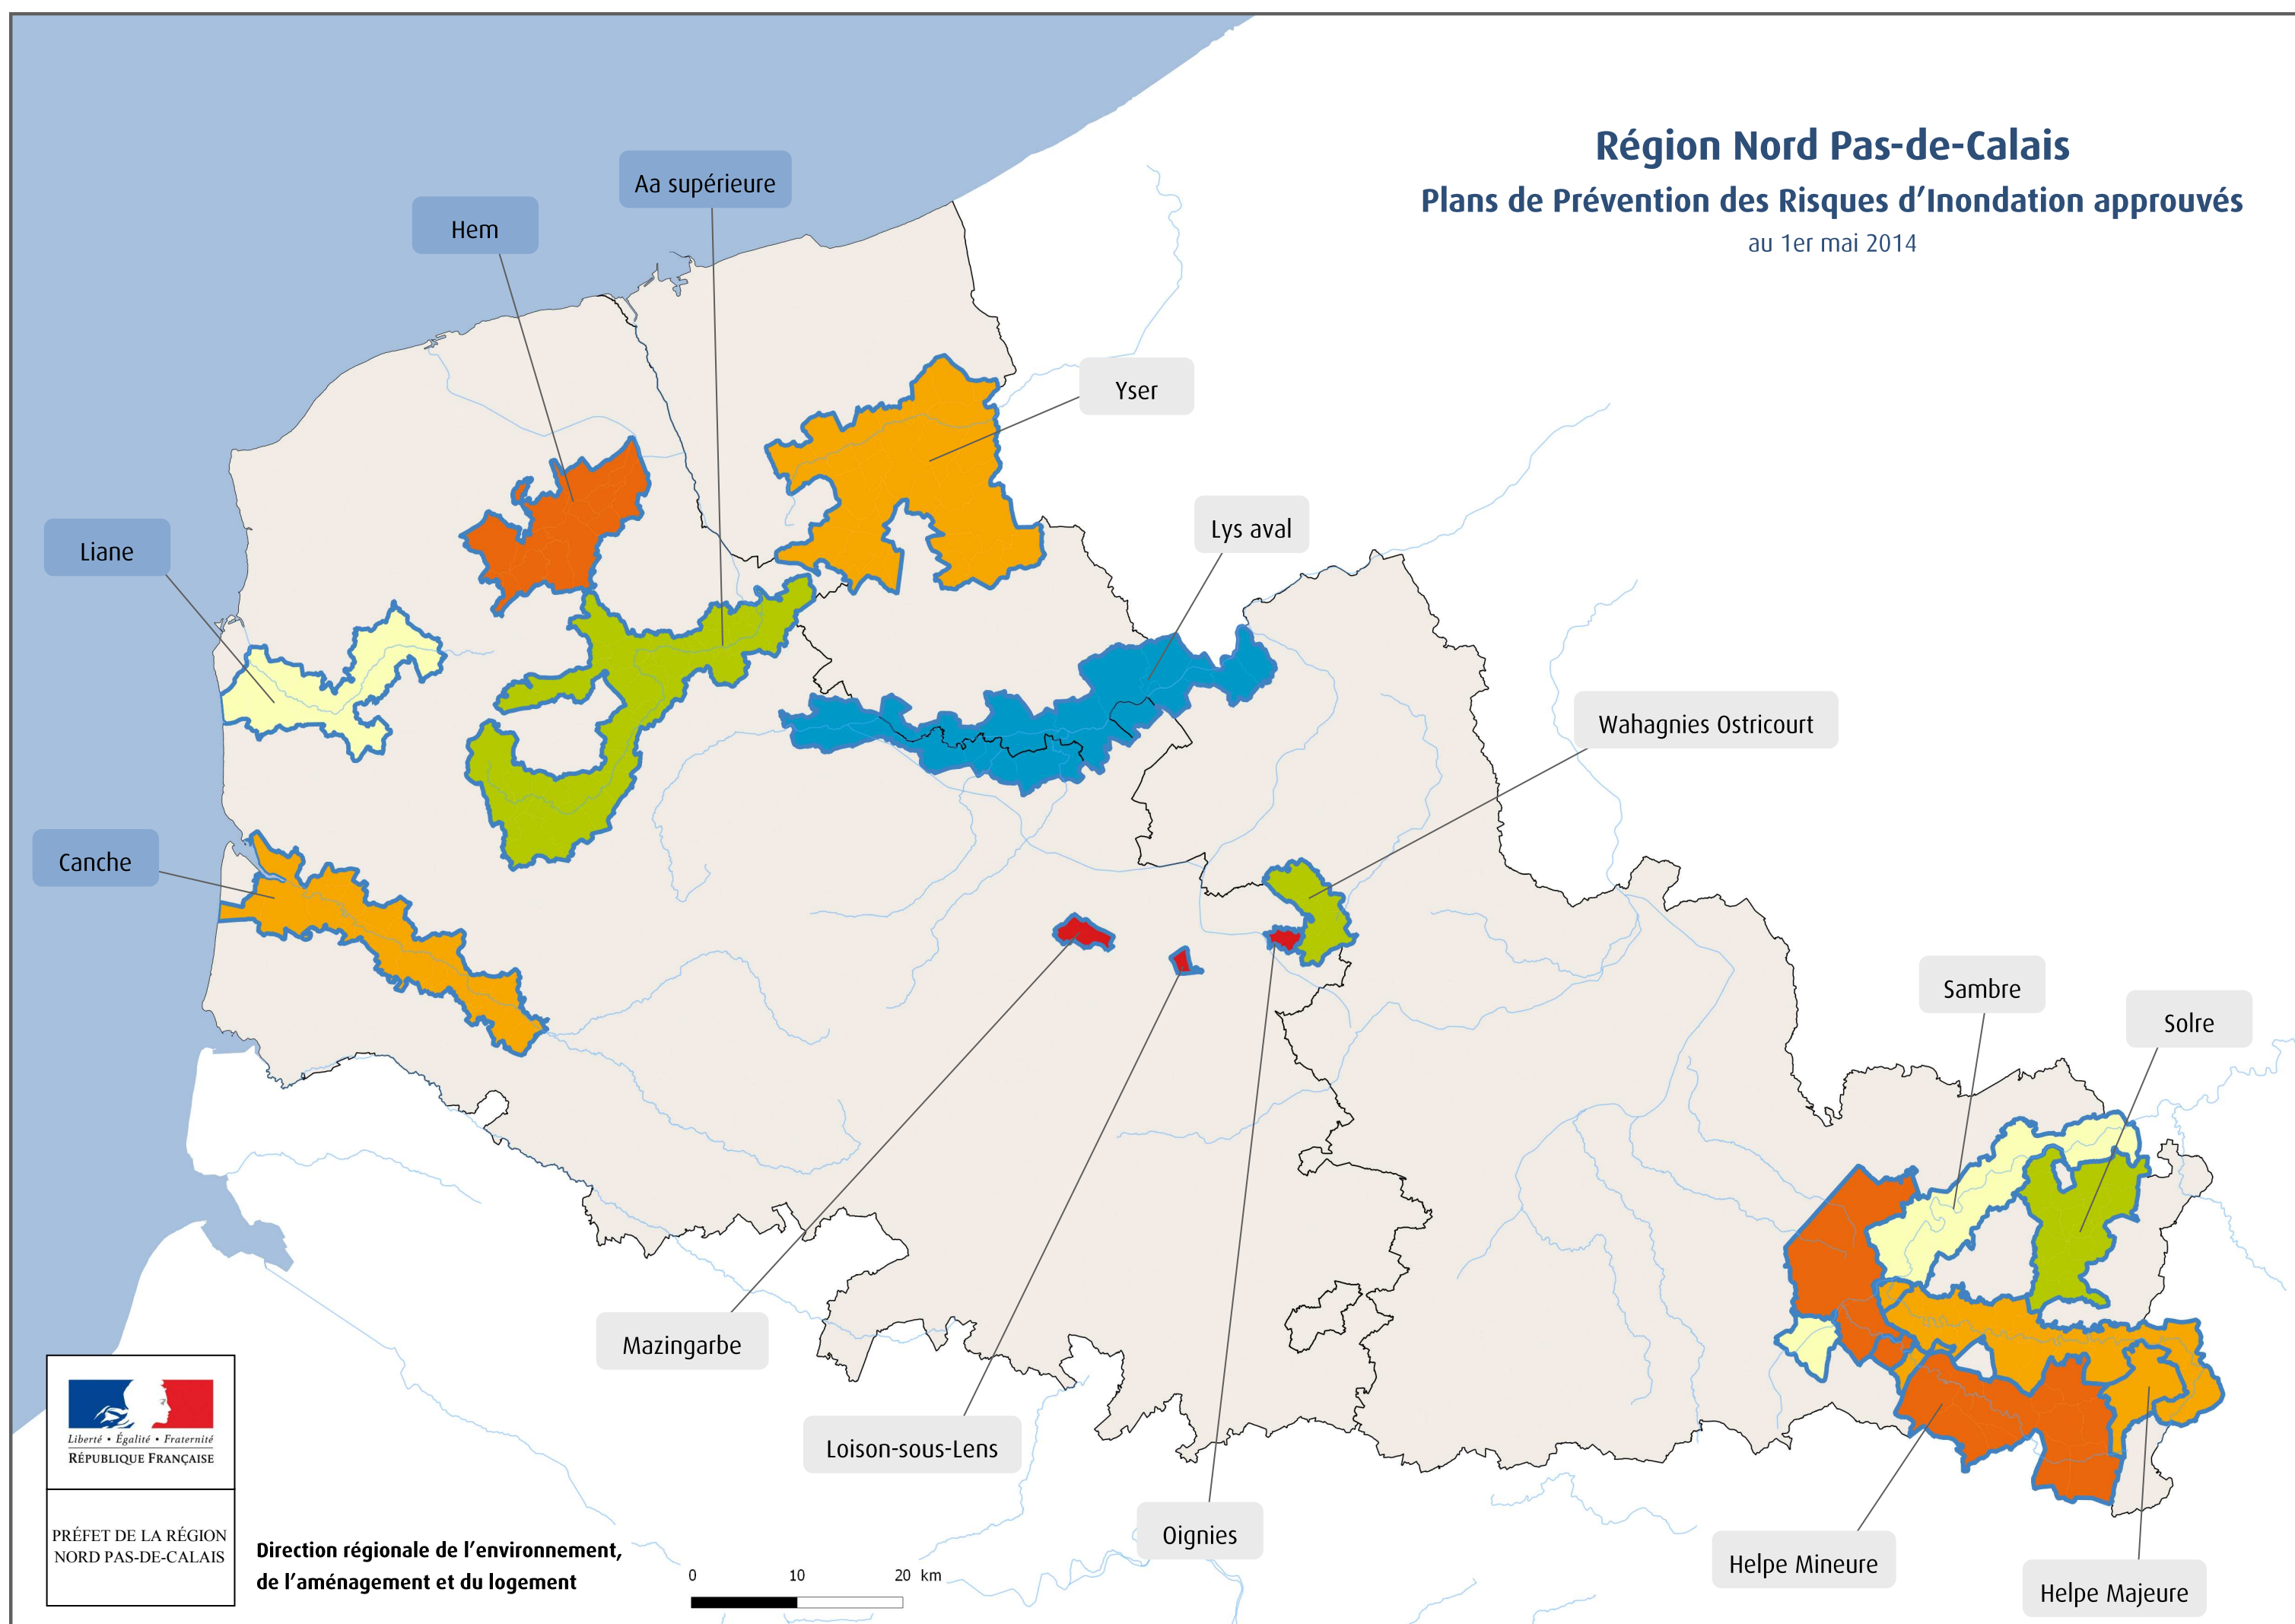 Région Nord Pas-de-Calais
Plans de Prévention des Risques d’Inondation approuvés
au 1er mai 2014
Aa supérieure
Hem
Yser
Lys aval
Liane
Wahagnies Ostricourt
Canche
Sambre
Solre
Mazingarbe
Loison-sous-Lens
Oignies
Helpe Mineure
Helpe Majeure
Liberté • Égalité • Fraternité
RÉPUBLIQUE FRANÇAISE
PRÉFET DE LA RÉGION
NORD PAS-DE-CALAIS
Direction régionale de l’environnement,
de l’aménagement et du logement
0 10 20 km